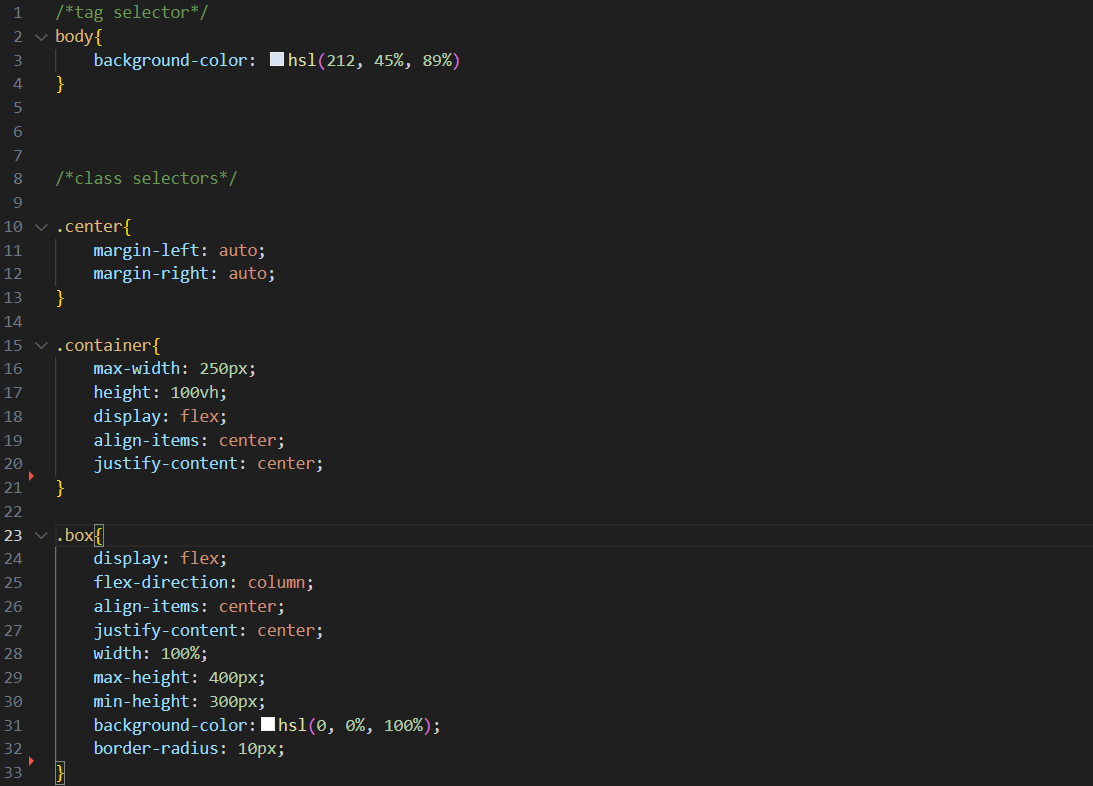 1 /*tag selector*/
2 body{
3 background-color: hsl(212, 45%, 89%)
4 }
5
6
7
8 /*class selectors*/
9
10 .center{
11 margin-left: auto;
12 margin-right: auto;
13 }
14
15 .container{
16 max-width: 250px;
17 height: 100vh;
18 display: flex;
19 align-items: center;
20 justify-content: center;
21 }
22
23 .box{
24 display: flex;
25 flex-direction: column;
26 align-items: center;
27 justify-content: center;
28 width: 100%;
29 max-height: 400px;
30 min-height: 300px;
31 background-color: hsl(0, 0%, 100%);
32 border-radius: 10px;
33 }